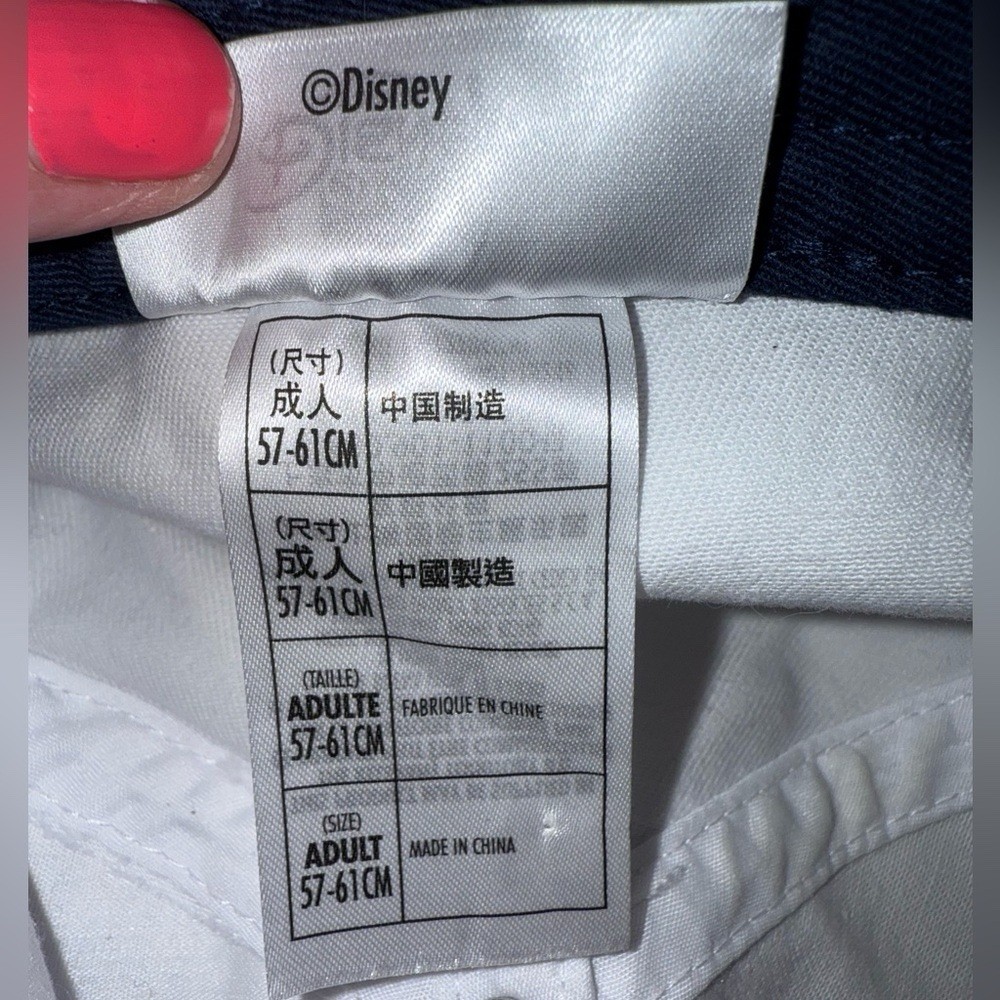 ©Disney
(尺寸)
成人
57-61CM
中国制造
(尺寸)
成人
57-61CM
中國製造
(TAILLE)
ADULTE
57-61CM
FABRIQUE EN CHINE
(SIZE)
ADULT
57-61CM
MADE IN CHINA